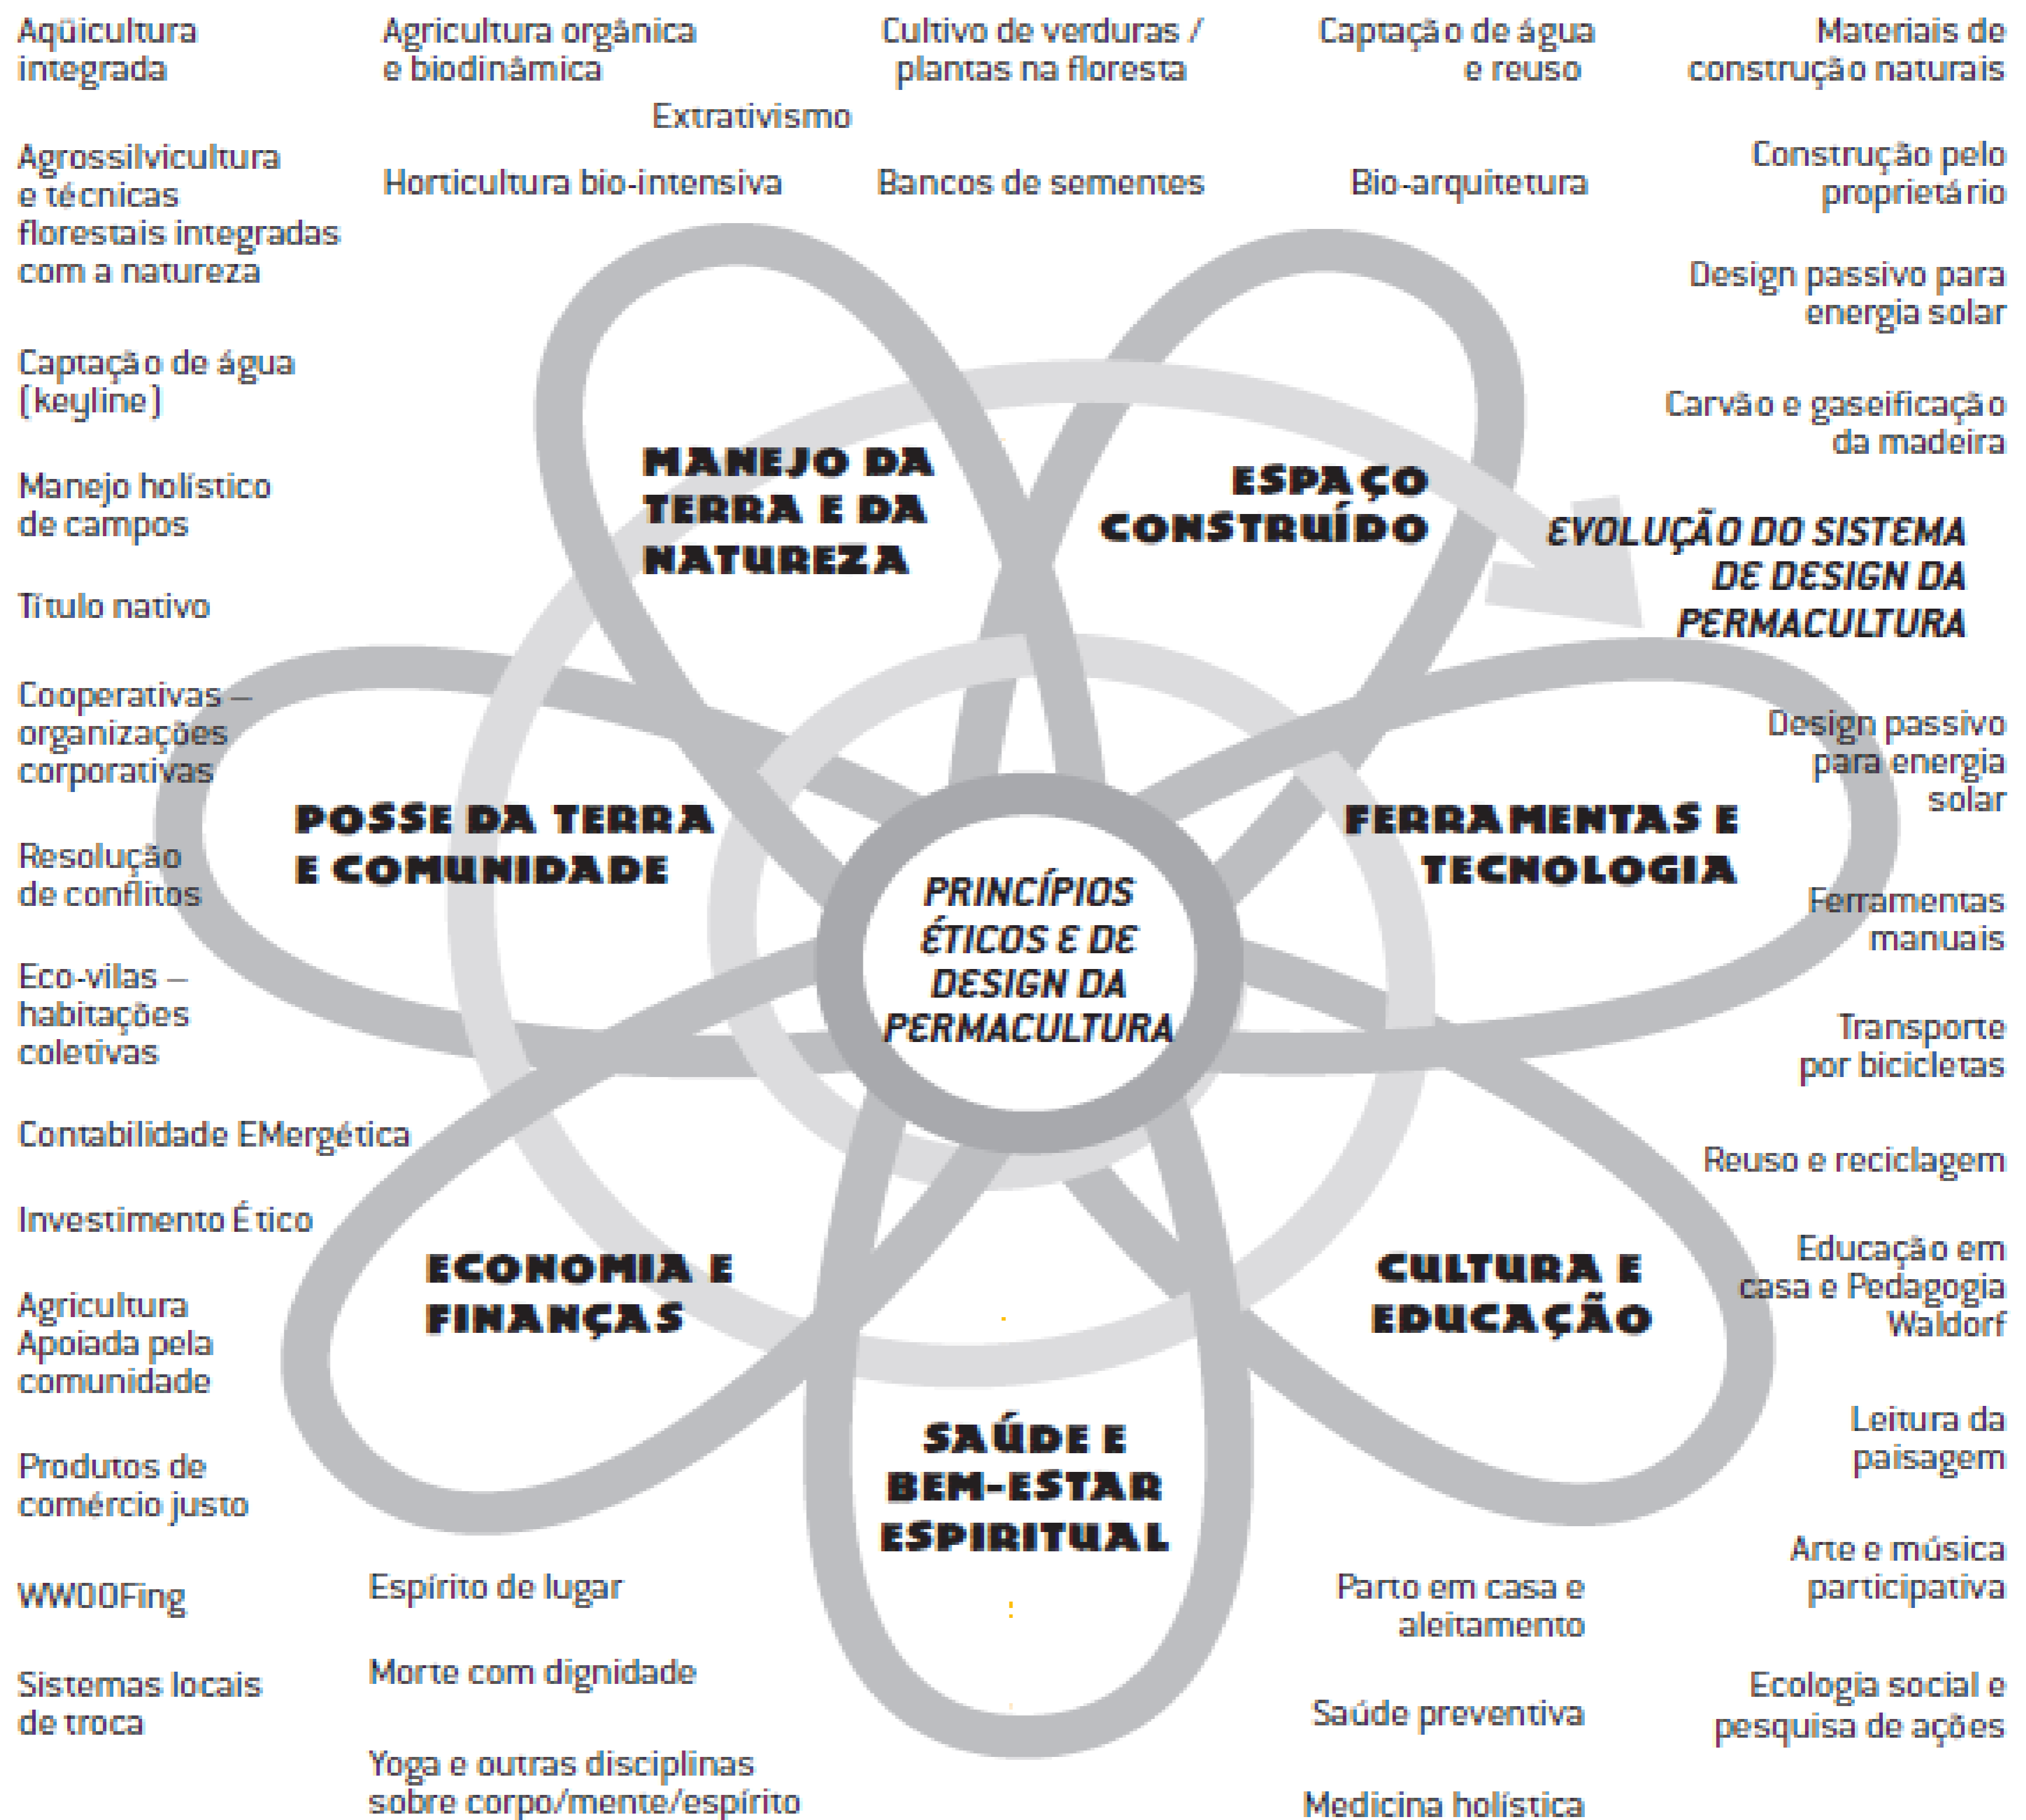 Aqüicultura
integrada
Agricultura orgânica
e biodinâmica
Cultivo de verduras /
plantas na floresta
Captação de água
e reuso
Materiais de
construção naturais
Extrativismo
Agrossilvicultura
e técnicas
florestais integradas
com a natureza
Horticultura bio-intensiva
Bancos de sementes
Bio-arquitetura
Construção pelo
proprietário
Design passivo para
energia solar
Captação de água
(keyline)
Carvão e gaseificação
da madeira
MANEJO DA
TERRA E DA
NATUREZA
ESPAÇO
CONSTRUÍDO
Manejo holístico
de campos
EVOLUÇÃO DO SISTEMA
DE DESIGN DA
PERMACULTURA
Título nativo
Cooperativas –
organizações
corporativas
Design passivo
para energia
solar
POSSE DA TERRA
E COMUNIDADE
FERRAMENTAS E
TECNOLOGIA
Resolução
de conflitos
PRINCÍPIOS
ÉTICOS E DE
DESIGN DA
PERMACULTURA
Ferramentas
manuais
Eco-vilas –
habitações
coletivas
Transporte
por bicicletas
Contabilidade EMergética
Reuso e reciclagem
Investimento Ético
ECONOMIA E
FINANÇAS
CULTURA E
EDUCAÇÃO
Educação em
casa e Pedagogia
Waldorf
Agricultura
Apoiada pela
comunidade
SAÚDE E
BEM-ESTAR
ESPIRITUAL
Leitura da
paisagem
Produtos de
comércio justo
Arte e música
participativa
WWOOFing
Espírito de lugar
Parto em casa e
aleitamento
Morte com dignidade
Sistemas locais
de troca
Saúde preventiva
Ecologia social e
pesquisa de ações
Yoga e outras disciplinas
sobre corpo/mente/espírito
Medicina holística